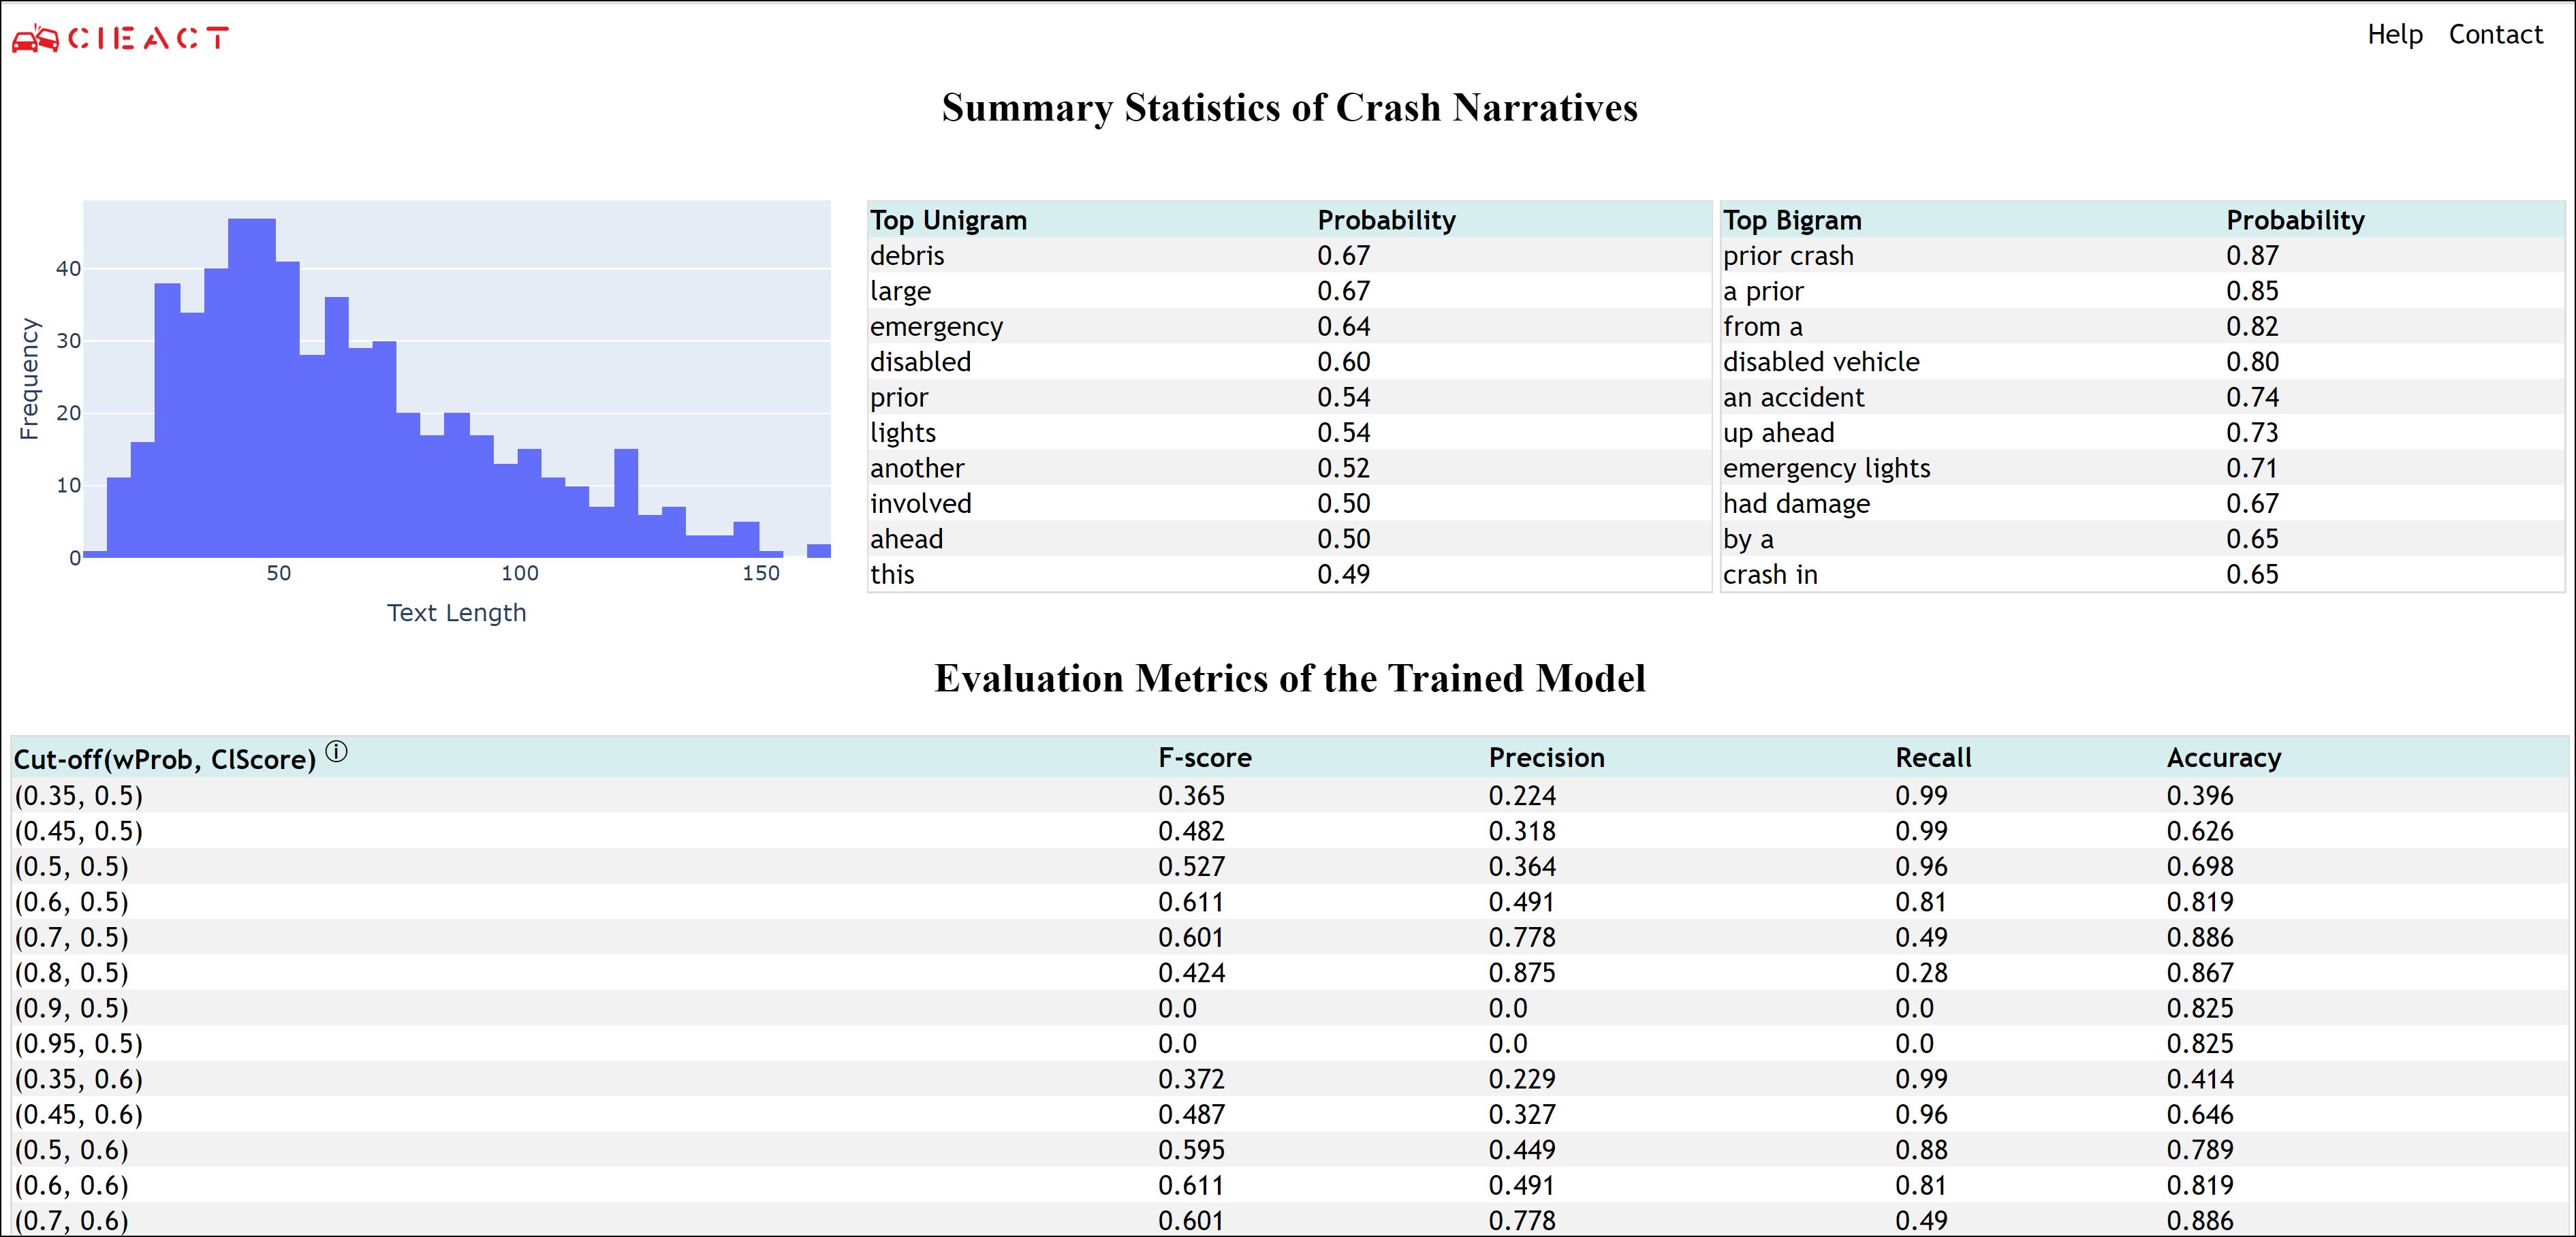 CIEACT
Help Contact
Summary Statistics of Crash Narratives
40
30
20
10
0
Frequency
50 100 150
Text Length
Top Unigram Probability
debris 0.67
large 0.67
emergency 0.64
disabled 0.60
prior 0.54
lights 0.54
another 0.52
involved 0.50
ahead 0.50
this 0.49
Top Bigram Probability
prior crash 0.87
a prior 0.85
from a 0.82
disabled vehicle 0.80
an accident 0.74
up ahead 0.73
emergency lights 0.71
had damage 0.67
by a 0.65
crash in 0.65
Evaluation Metrics of the Trained Model
Cut-off(wProb, ClScore) ⓘ F-score Precision Recall Accuracy
(0.35, 0.5) 0.365 0.224 0.99 0.396
(0.45, 0.5) 0.482 0.318 0.99 0.626
(0.5, 0.5) 0.527 0.364 0.96 0.698
(0.6, 0.5) 0.611 0.491 0.81 0.819
(0.7, 0.5) 0.601 0.778 0.49 0.886
(0.8, 0.5) 0.424 0.875 0.28 0.867
(0.9, 0.5) 0.0 0.0 0.0 0.825
(0.95, 0.5) 0.0 0.0 0.0 0.825
(0.35, 0.6) 0.372 0.229 0.99 0.414
(0.45, 0.6) 0.487 0.327 0.96 0.646
(0.5, 0.6) 0.595 0.449 0.88 0.789
(0.6, 0.6) 0.611 0.491 0.81 0.819
(0.7, 0.6) 0.601 0.778 0.49 0.886